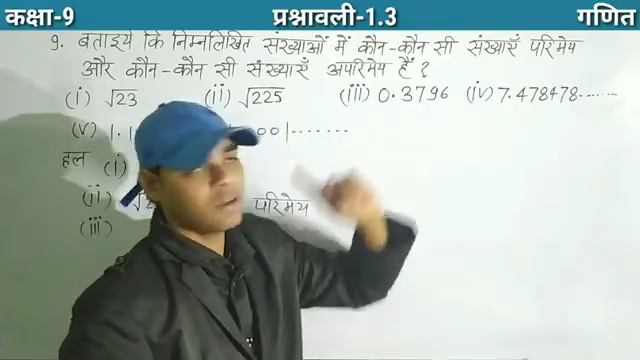 कक्षा-9 प्रश्नावली-1.3 गणित
9. बताइये कि निम्नलिखित संख्याओं में कौन-कौन सी संख्याएँ परिमेय
और कौन-कौन सी संख्याएँ अपरिमेय हैं ?
(i) √23 (ii) √225 (iii) 0.3796 (iv) 7.478478.......
(v) 1.1 001.......
हल (i)
(ii) परिमेय
(iii)